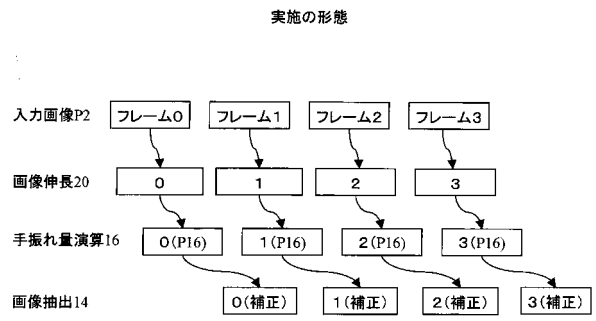 実施の形態
入力画像P2 フレーム0 フレーム1 フレーム2 フレーム3
画像伸長20 0 1 2 3
手振れ量演算16 0(P16) 1(P16) 2(P16) 3(P16)
画像抽出14 0(補正) 1(補正) 2(補正) 3(補正)